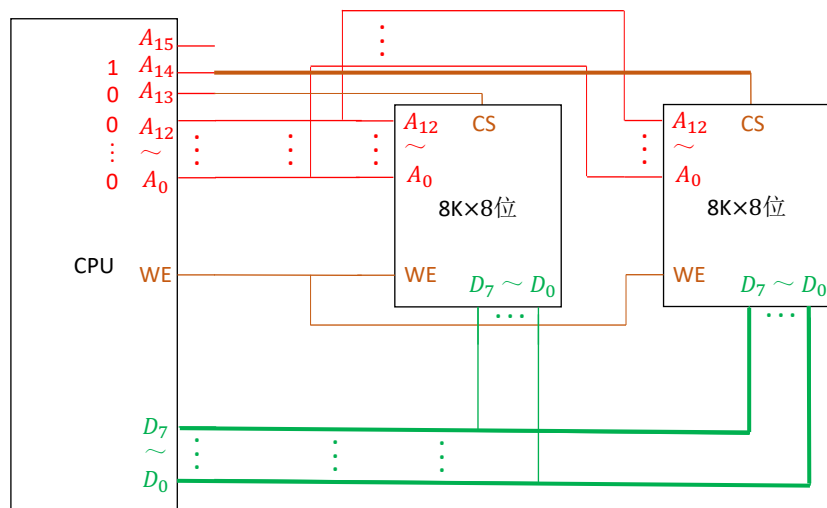 A₁₅
1 A₁₄
0 A₁₃
0 A₁₂
⋮ ~
0 A₀
CPU
WE
D₇
~
D₀
A₁₂ CS
~
A₀
8K×8位
WE
D₇ ~ D₀
A₁₂ CS
~
A₀
8K×8位
WE
D₇ ~ D₀